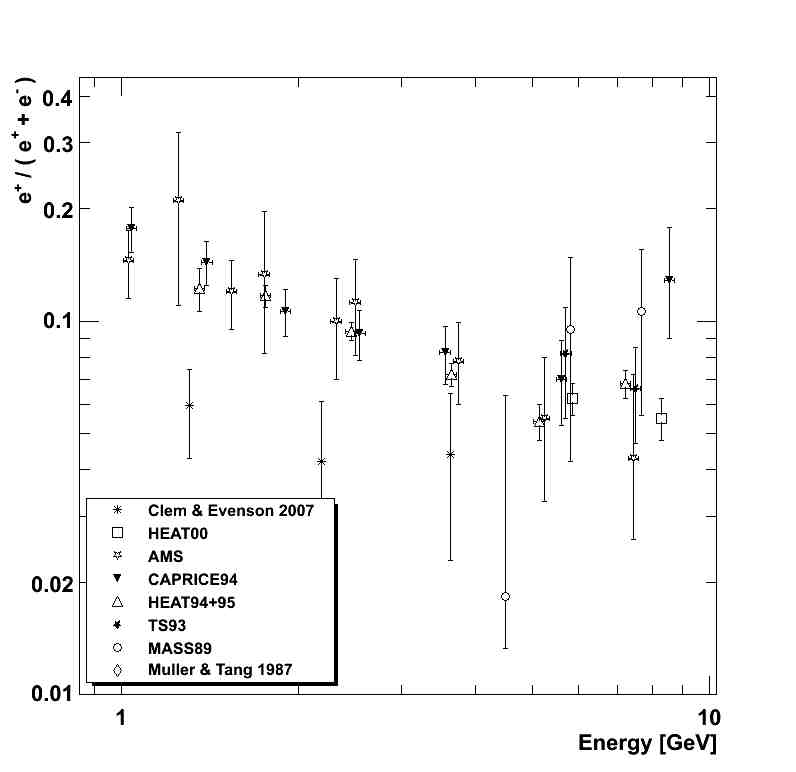 e+ / ( e+ + e- )
0.4
0.3
0.2
0.1
0.02
0.01
Clem & Evenson 2007
HEAT00
AMS
CAPRICE94
HEAT94+95
TS93
MASS89
Muller & Tang 1987
1
10
Energy [GeV]